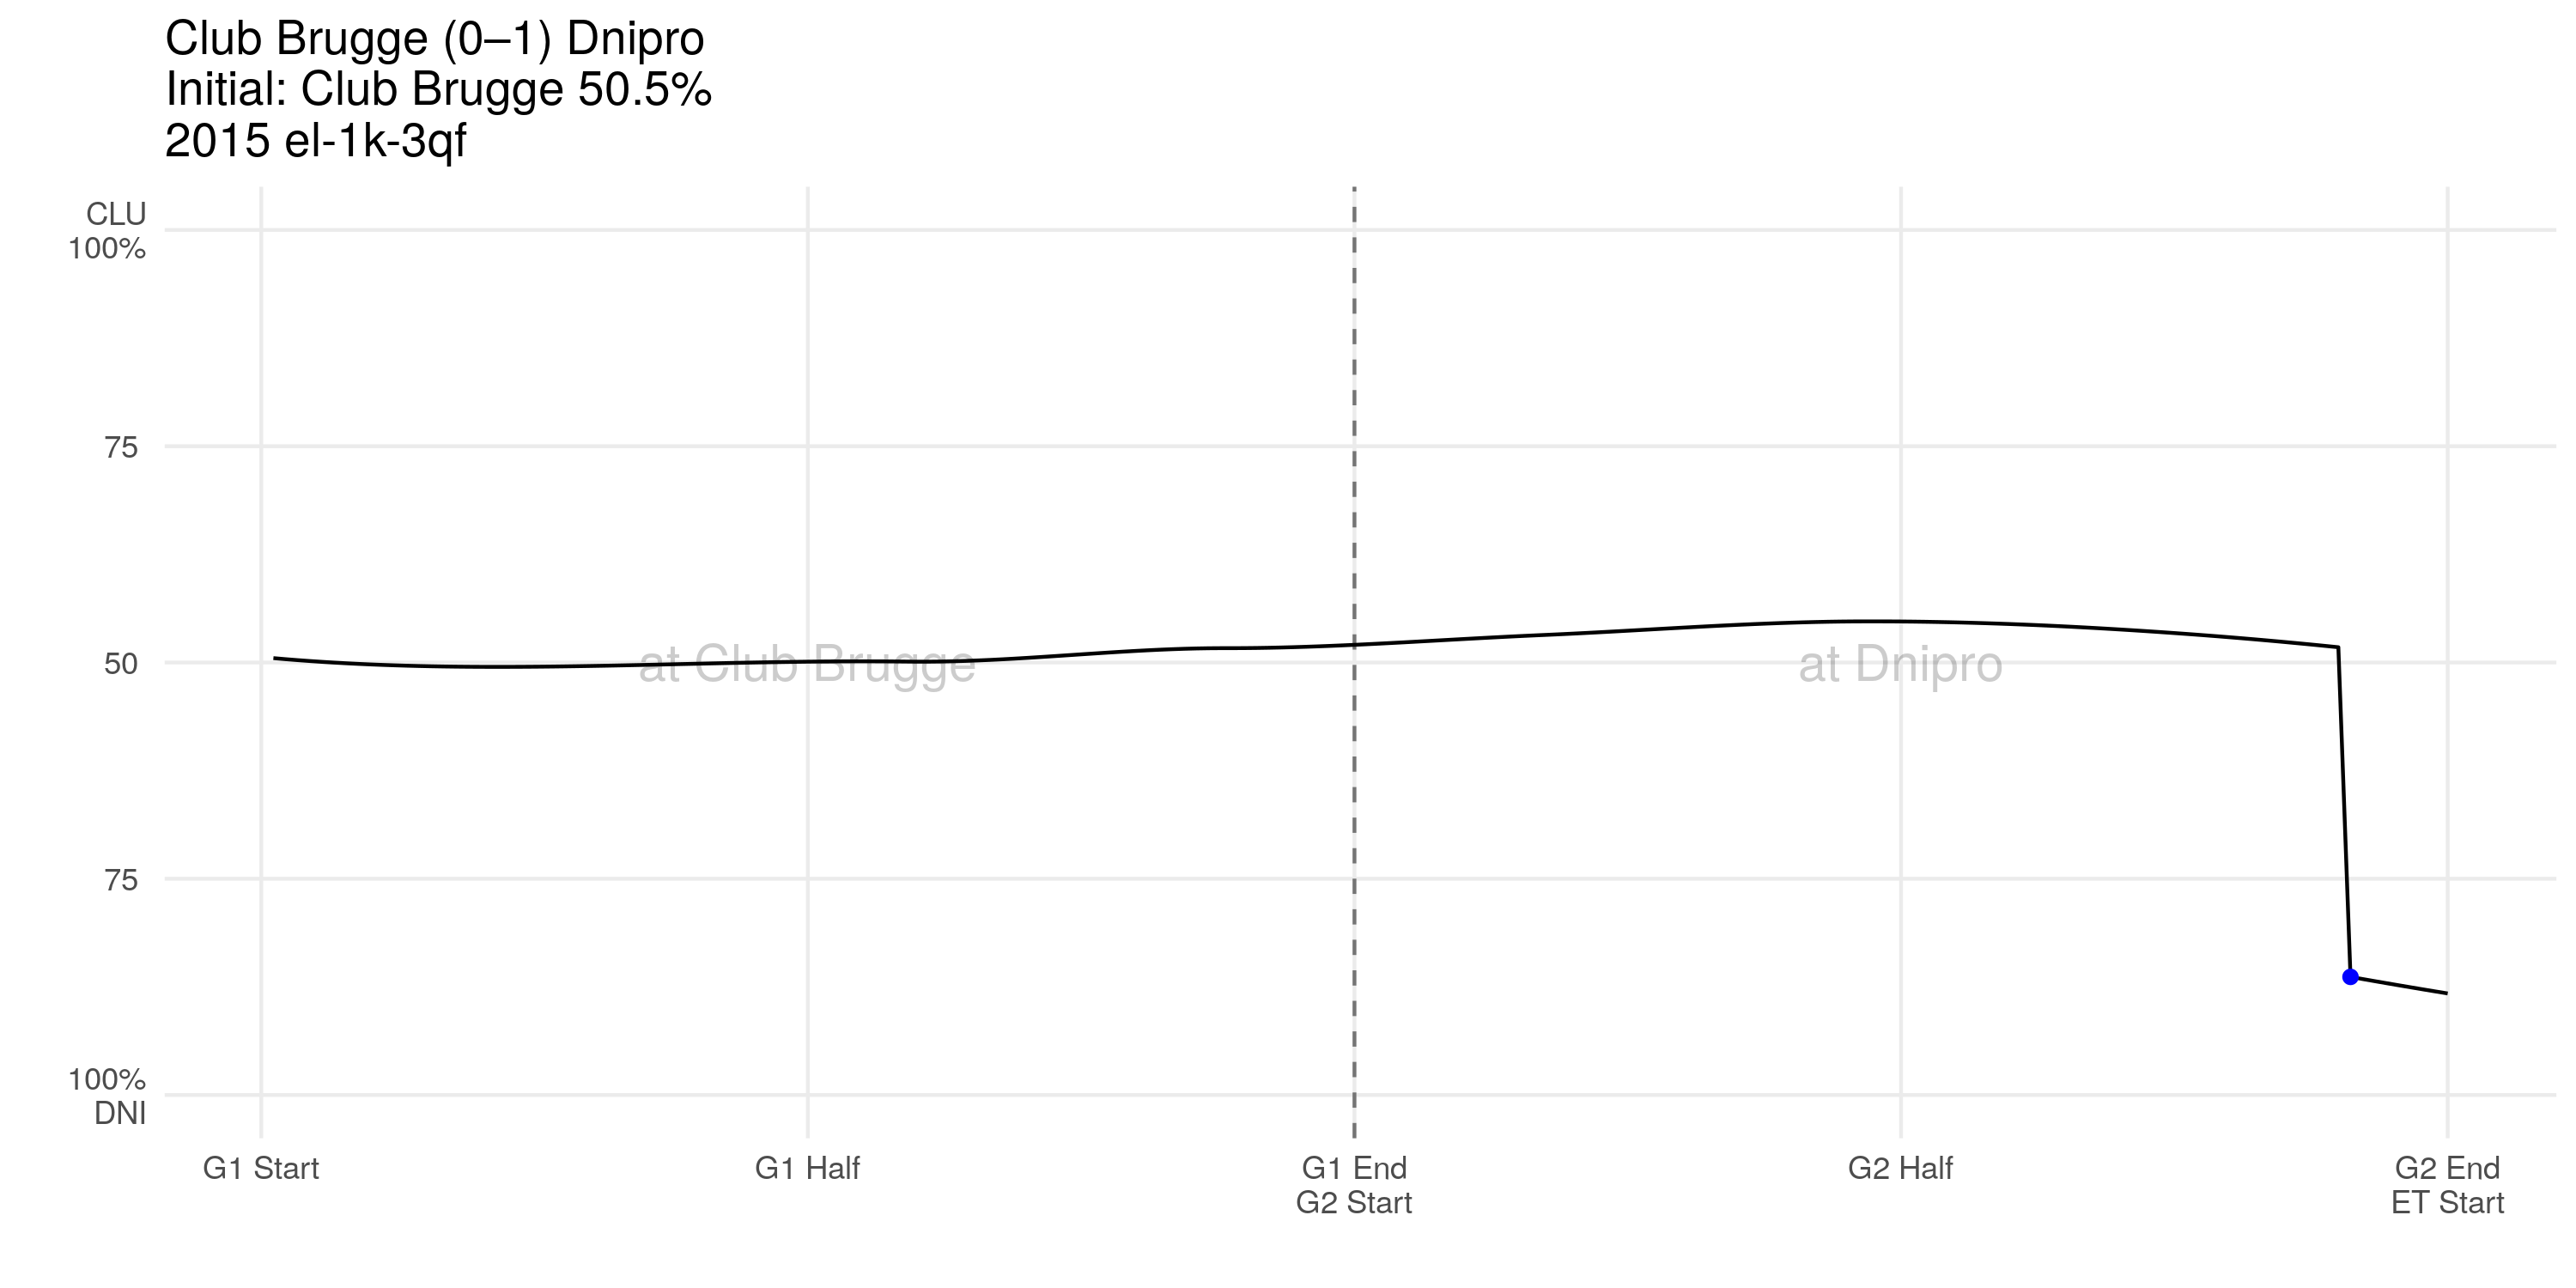 Club Brugge (0–1) Dnipro
Initial: Club Brugge 50.5%
2015 el-1k-3qf
CLU
100%
75
50
75
100%
DNI
at Club Brugge
at Dnipro
G1 Start
G1 Half
G1 End
G2 Start
G2 Half
G2 End
ET Start